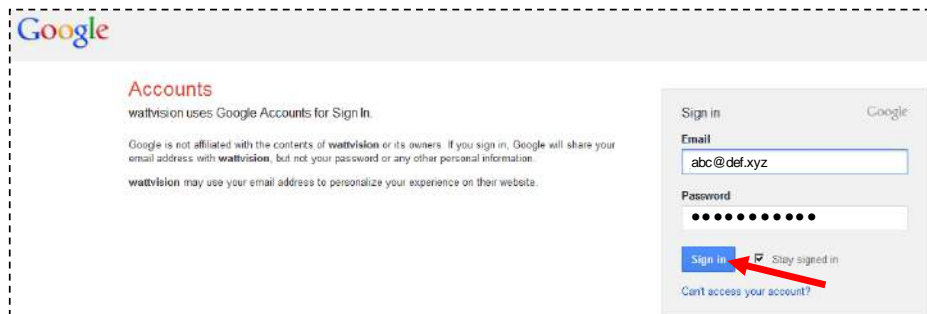 Google
Accounts
wattvision uses Google Accounts for Sign In.
Google is not affiliated with the contents of wattvision or its owners. If you sign in, Google will share your
email address with wattvision, but not your password or any other personal information.
wattvision may use your email address to personalize your experience on their website.
Sign in Google
Email
abc@def.xyz
Password
●●●●●●●●●●●
Sign in Stay signed in
Can't access your account?